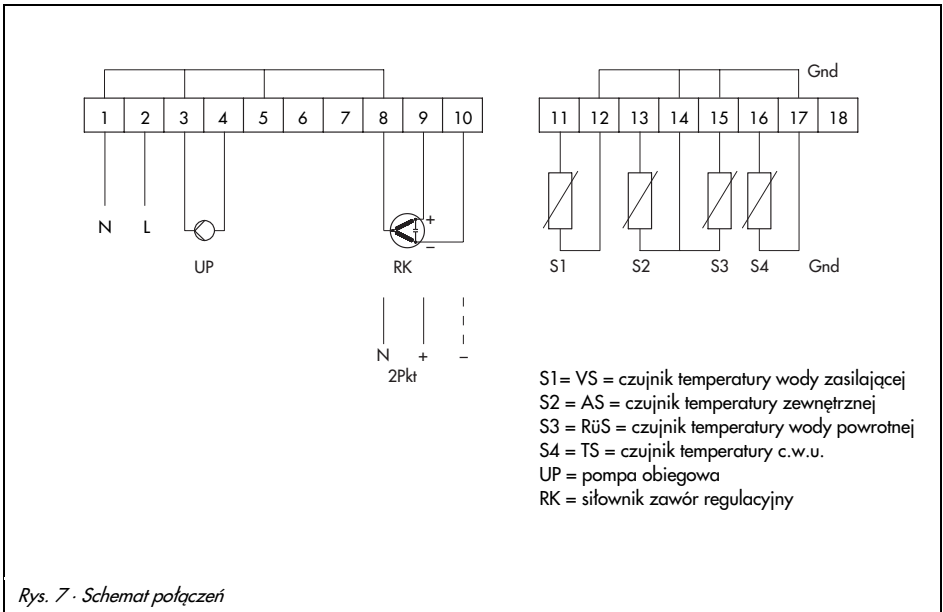 Gnd
1 2 3 4 5 6 7 8 9 10 11 12 13 14 15 16 17 18
N L + −
UP RK S1 S2 S3 S4 Gnd
N + −
2Pkt
S1= VS = czujnik temperatury wody zasilającej
S2 = AS = czujnik temperatury zewnętrznej
S3 = RüS = czujnik temperatury wody powrotnej
S4 = TS = czujnik temperatury c.w.u.
UP = pompa obiegowa
RK = siłownik zawór regulacyjny
Rys. 7 · Schemat połączeń